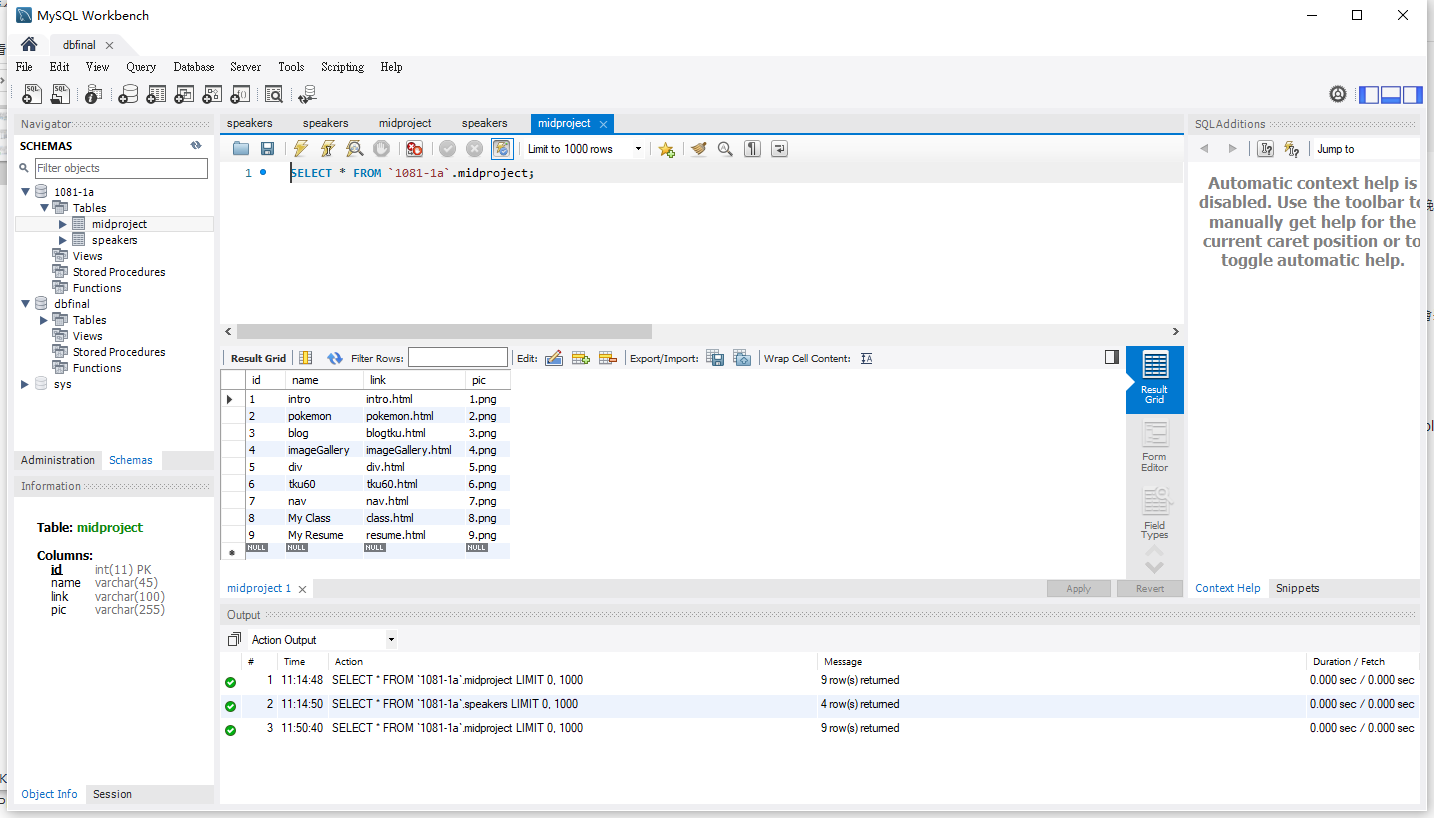 MySQL Workbench
dbfinal
File Edit View Query Database Server Tools Scripting Help
Navigator
SCHEMAS
Filter objects
1081-1a
Tables
midproject
speakers
Views
Stored Procedures
Functions
dbfinal
Tables
Views
Stored Procedures
Functions
sys
Administration Schemas
Information
Table: midproject
Columns:
id int(11) PK
name varchar(45)
link varchar(100)
pic varchar(255)
Object Info Session
speakers speakers midproject speakers midproject
Limit to 1000 rows
1 SELECT * FROM `1081-1a`.midproject;
Result Grid Filter Rows: Edit: Export/Import: Wrap Cell Content:
id name link pic
1 intro intro.html 1.png
2 pokemon pokemon.html 2.png
3 blog blogtku.html 3.png
4 imageGallery imageGallery.html 4.png
5 div div.html 5.png
6 tku60 tku60.html 6.png
7 nav nav.html 7.png
8 My Class class.html 8.png
9 My Resume resume.html 9.png
NULL NULL NULL NULL
Result
Grid
Form
Editor
Field
Types
midproject 1 Apply Revert
SQLAdditions
Jump to
Automatic context help is
disabled. Use the toolbar to
manually get help for the
current caret position or to
toggle automatic help.
Context Help Snippets
Output
Action Output
# Time Action Message Duration / Fetch
1 11:14:48 SELECT * FROM `1081-1a`.midproject LIMIT 0, 1000 9 row(s) returned 0.000 sec / 0.000 sec
2 11:14:50 SELECT * FROM `1081-1a`.speakers LIMIT 0, 1000 4 row(s) returned 0.000 sec / 0.000 sec
3 11:50:40 SELECT * FROM `1081-1a`.midproject LIMIT 0, 1000 9 row(s) returned 0.000 sec / 0.000 sec